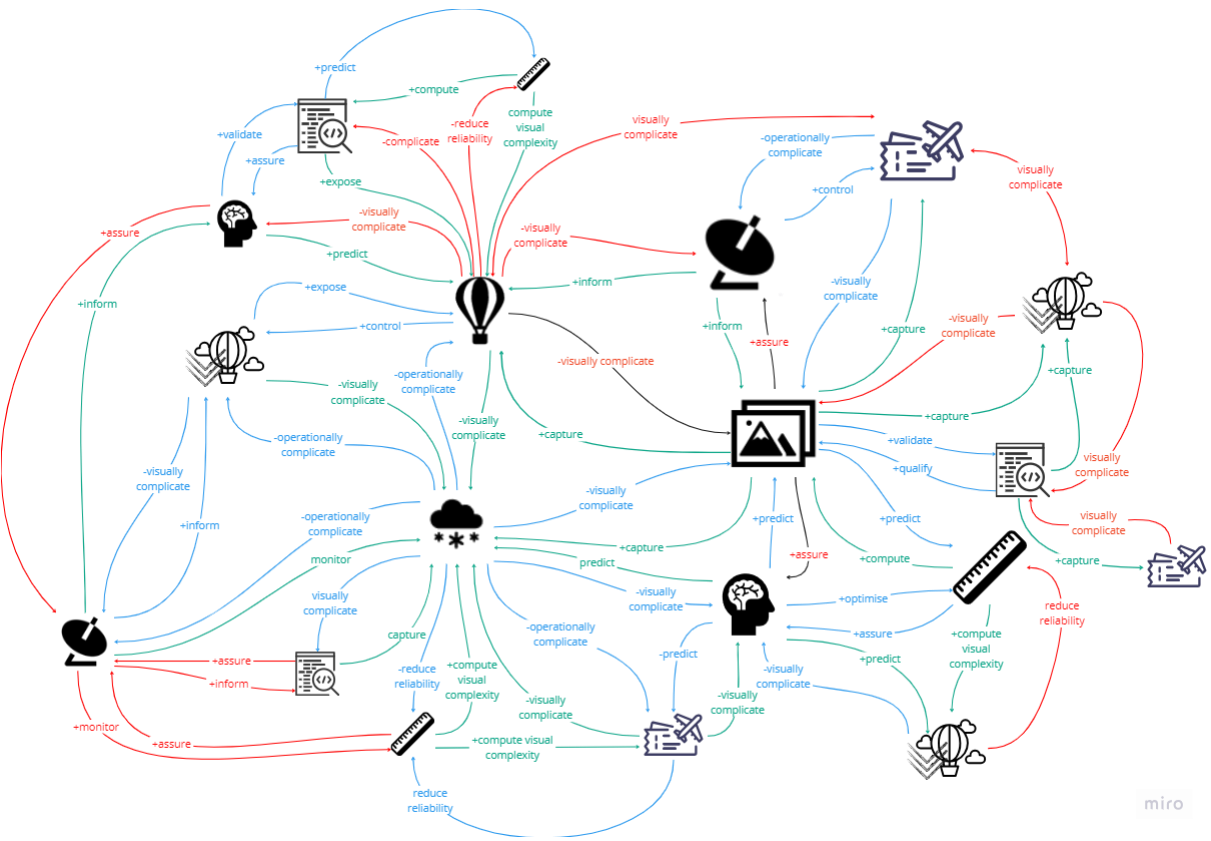 +predict
+compute
+validate
-complicate
-reduce
reliability
compute
visual
complexity
visually
complicate
-operationally
complicate
+assure
+expose
+control
visually
complicate
+assure
-visually
complicate
-visually
complicate
+predict
+inform
-visually
complicate
+expose
+inform
+control
+inform
+capture
-visually
complicate
+assure
-visually complicate
+capture
-operationally
complicate
-visually
complicate
-visually
complicate
+capture
+capture
-operationally
complicate
+validate
+qualify
visually
complicate
-visually
complicate
-visually
complicate
+inform
-operationally
complicate
+predict
+predict
visually
complicate
monitor
+capture
predict
+assure
+compute
+capture
visually
complicate
-visually
complicate
+optimise
reduce
reliability
capture
-operationally
complicate
+assure
+compute
visual
complexity
+assure
+inform
-reduce
reliability
+compute
visual
complexity
-predict
+predict
-visually
complicate
-visually
complicate
-visually
complicate
+monitor
+assure
+compute visual
complexity
reduce
reliability
miro